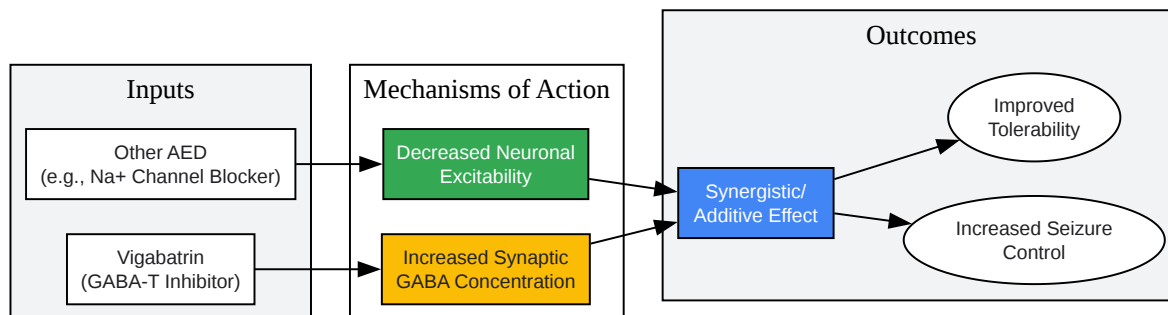 Inputs
Other AED
(e.g., Na+ Channel Blocker)
Vigabatrin
(GABA-T Inhibitor)
Mechanisms of Action
Decreased Neuronal
Excitability
Increased Synaptic
GABA Concentration
Outcomes
Synergistic/
Additive Effect
Improved
Tolerability
Increased Seizure
Control